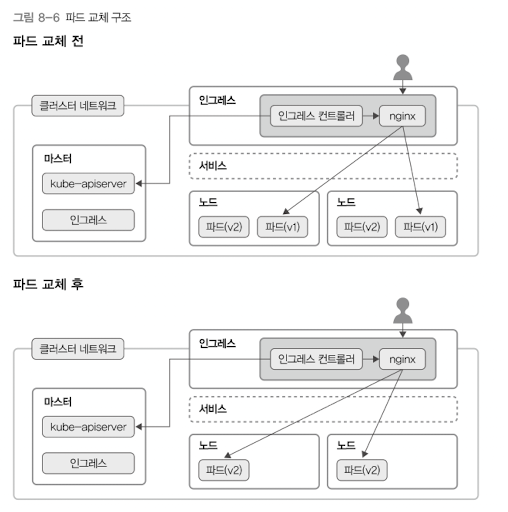 그림 8-6 파드 교체 구조
파드 교체 전
클러스터 네트워크
인그레스
인그레스 컨트롤러
nginx
마스터
kube-apiserver
인그레스
서비스
노드
파드(v2)
파드(v1)
노드
파드(v2)
파드(v1)
파드 교체 후
클러스터 네트워크
인그레스
인그레스 컨트롤러
nginx
마스터
kube-apiserver
인그레스
서비스
노드
파드(v2)
노드
파드(v2)